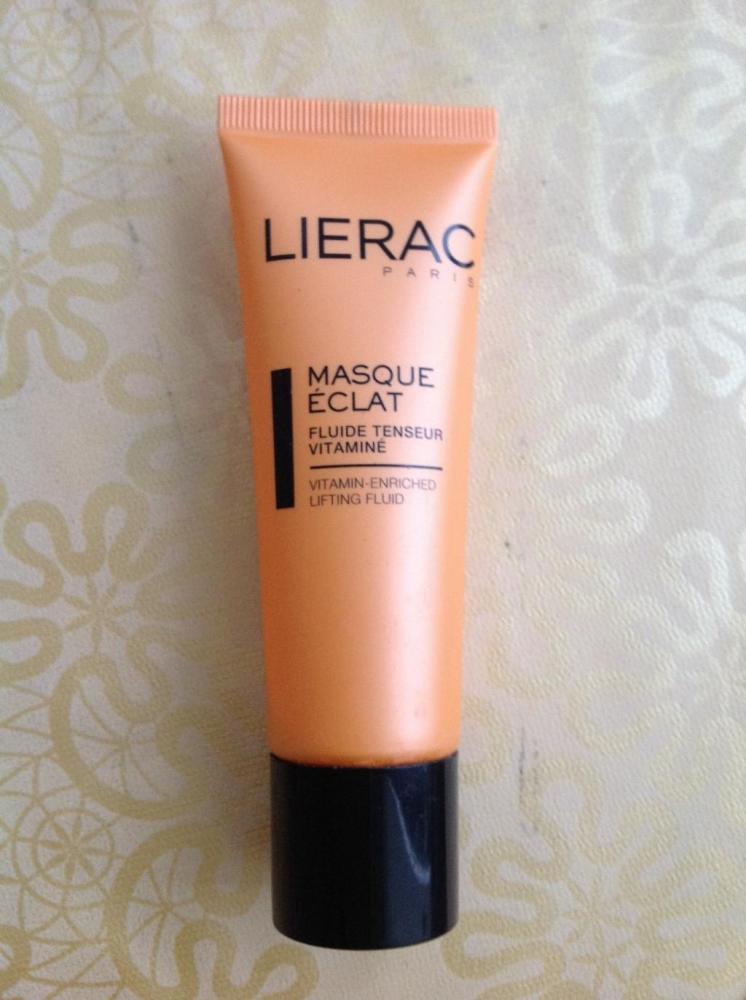 LIERAC
PARIS
MASQUE
ÉCLAT
FLUIDE TENSEUR
VITAMINÉ
VITAMIN-ENRICHED
LIFTING FLUID